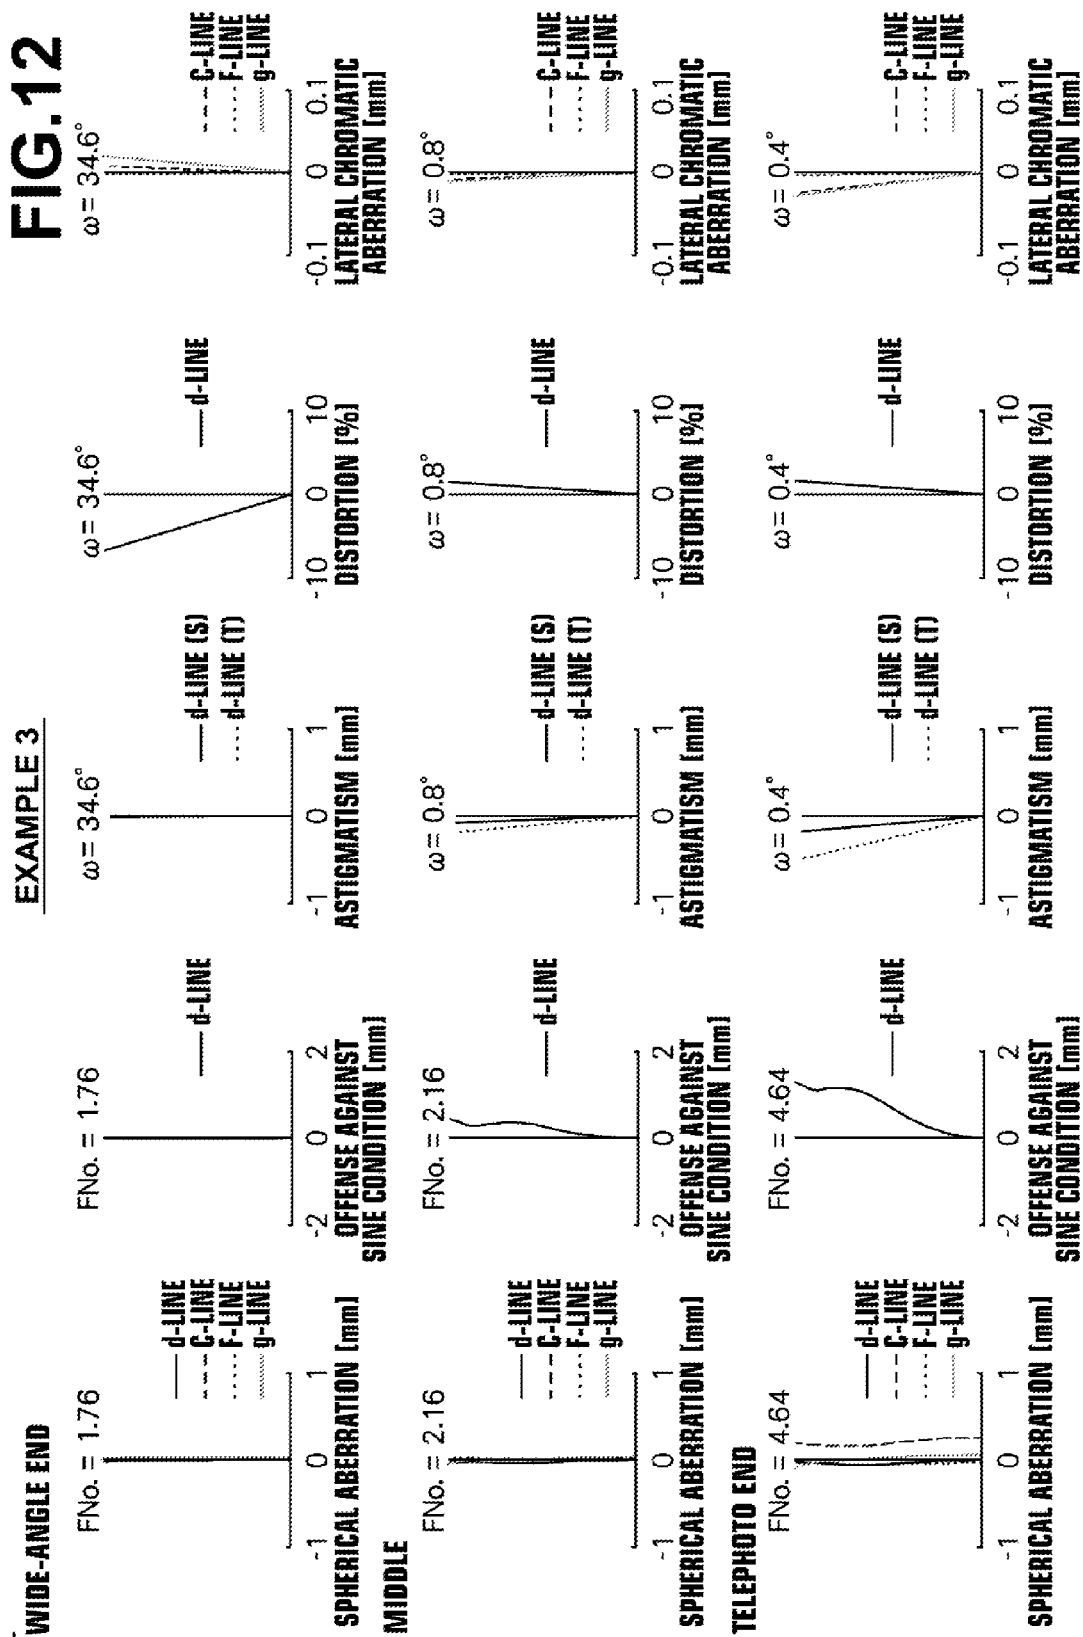 FIG.12
EXAMPLE 3
WIDE-ANGLE END
FNo. = 1.76
d-LINE
C-LINE
F-LINE
g-LINE
-1 0 1
SPHERICAL ABERRATION [mm]
FNo. = 1.76
d-LINE
-2 0 2
OFFENSE AGAINST
SINE CONDITION [mm]
ω= 34.6°
d-LINE (S)
d-LINE (T)
-1 0 1
ASTIGMATISM [mm]
ω= 34.6°
d-LINE
-10 0 10
DISTORTION [%]
ω= 34.6°
C-LINE
F-LINE
g-LINE
-0.1 0 0.1
LATERAL CHROMATIC
ABERRATION [mm]
MIDDLE
FNo. = 2.16
d-LINE
C-LINE
F-LINE
g-LINE
-1 0 1
SPHERICAL ABERRATION [mm]
FNo. = 2.16
d-LINE
-2 0 2
OFFENSE AGAINST
SINE CONDITION [mm]
ω= 0.8°
d-LINE (S)
d-LINE (T)
-1 0 1
ASTIGMATISM [mm]
ω= 0.8°
d-LINE
-10 0 10
DISTORTION [%]
ω= 0.8°
C-LINE
F-LINE
g-LINE
-0.1 0 0.1
LATERAL CHROMATIC
ABERRATION [mm]
TELEPHOTO END
FNo. = 4.64
d-LINE
C-LINE
F-LINE
g-LINE
-1 0 1
SPHERICAL ABERRATION [mm]
FNo. = 4.64
d-LINE
-2 0 2
OFFENSE AGAINST
SINE CONDITION [mm]
ω= 0.4°
d-LINE (S)
d-LINE (T)
-1 0 1
ASTIGMATISM [mm]
ω= 0.4°
d-LINE
-10 0 10
DISTORTION [%]
ω= 0.4°
C-LINE
F-LINE
g-LINE
-0.1 0 0.1
LATERAL CHROMATIC
ABERRATION [mm]